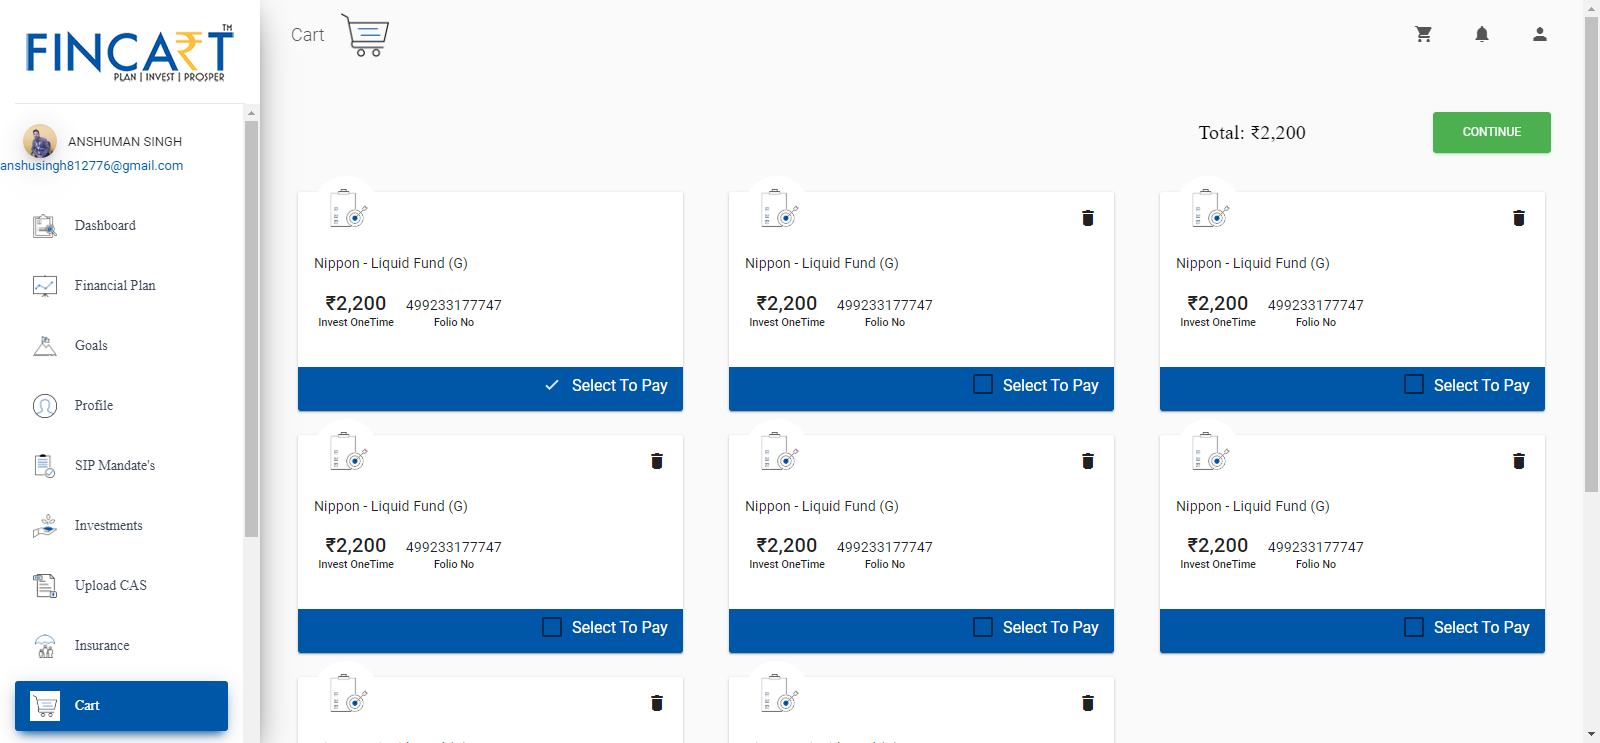 FINCART™
PLAN | INVEST | PROSPER
ANSHUMAN SINGH
anshusingh812776@gmail.com
Dashboard
Financial Plan
Goals
Profile
SIP Mandate's
Investments
Upload CAS
Insurance
Cart
Cart
Total: ₹2,200
CONTINUE
Nippon - Liquid Fund (G)
₹2,200 499233177747
Invest OneTime Folio No
Select To Pay
Nippon - Liquid Fund (G)
₹2,200 499233177747
Invest OneTime Folio No
Select To Pay
Nippon - Liquid Fund (G)
₹2,200 499233177747
Invest OneTime Folio No
Select To Pay
Nippon - Liquid Fund (G)
₹2,200 499233177747
Invest OneTime Folio No
Select To Pay
Nippon - Liquid Fund (G)
₹2,200 499233177747
Invest OneTime Folio No
Select To Pay
Nippon - Liquid Fund (G)
₹2,200 499233177747
Invest OneTime Folio No
Select To Pay